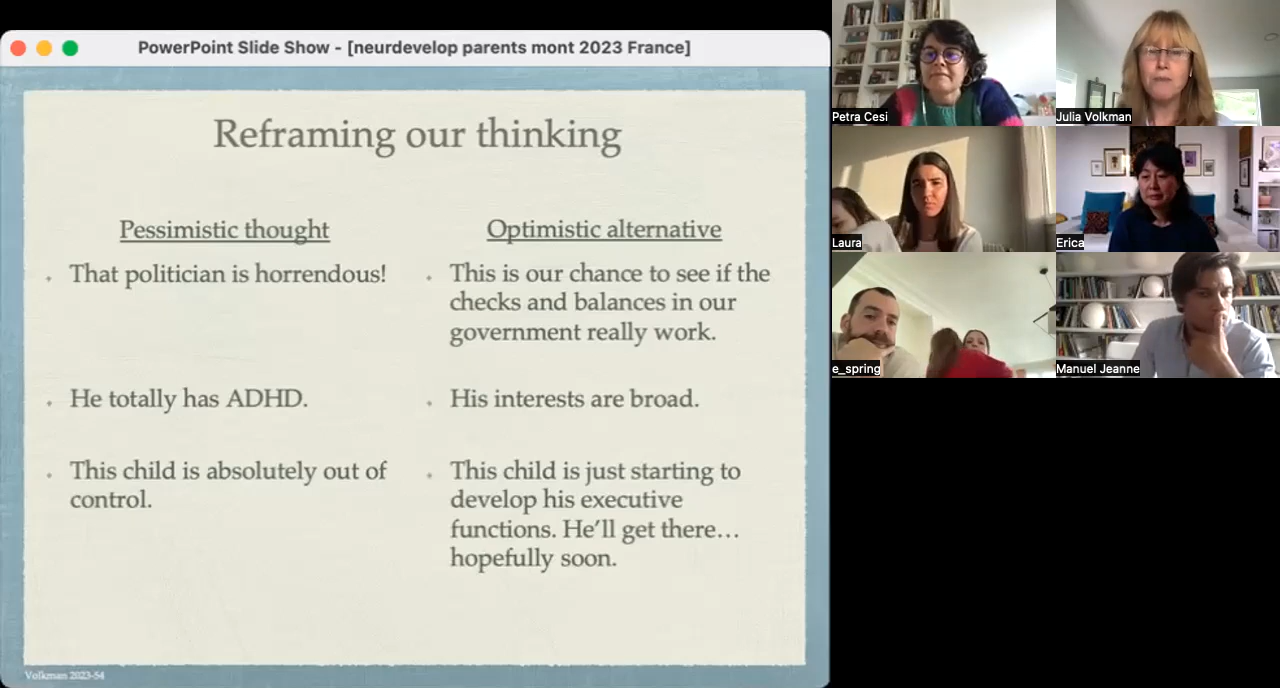 PowerPoint Slide Show - [neurdevelop parents mont 2023 France]
Reframing our thinking
Pessimistic thought
Optimistic alternative
That politician is horrendous!
This is our chance to see if the
checks and balances in our
government really work.
He totally has ADHD.
His interests are broad.
This child is absolutely out of
control.
This child is just starting to
develop his executive
functions. He’ll get there…
hopefully soon.
Volkman 2023-54
Petra Cesi
Julia Volkman
Laura
Erica
e_spring
Manuel Jeanne